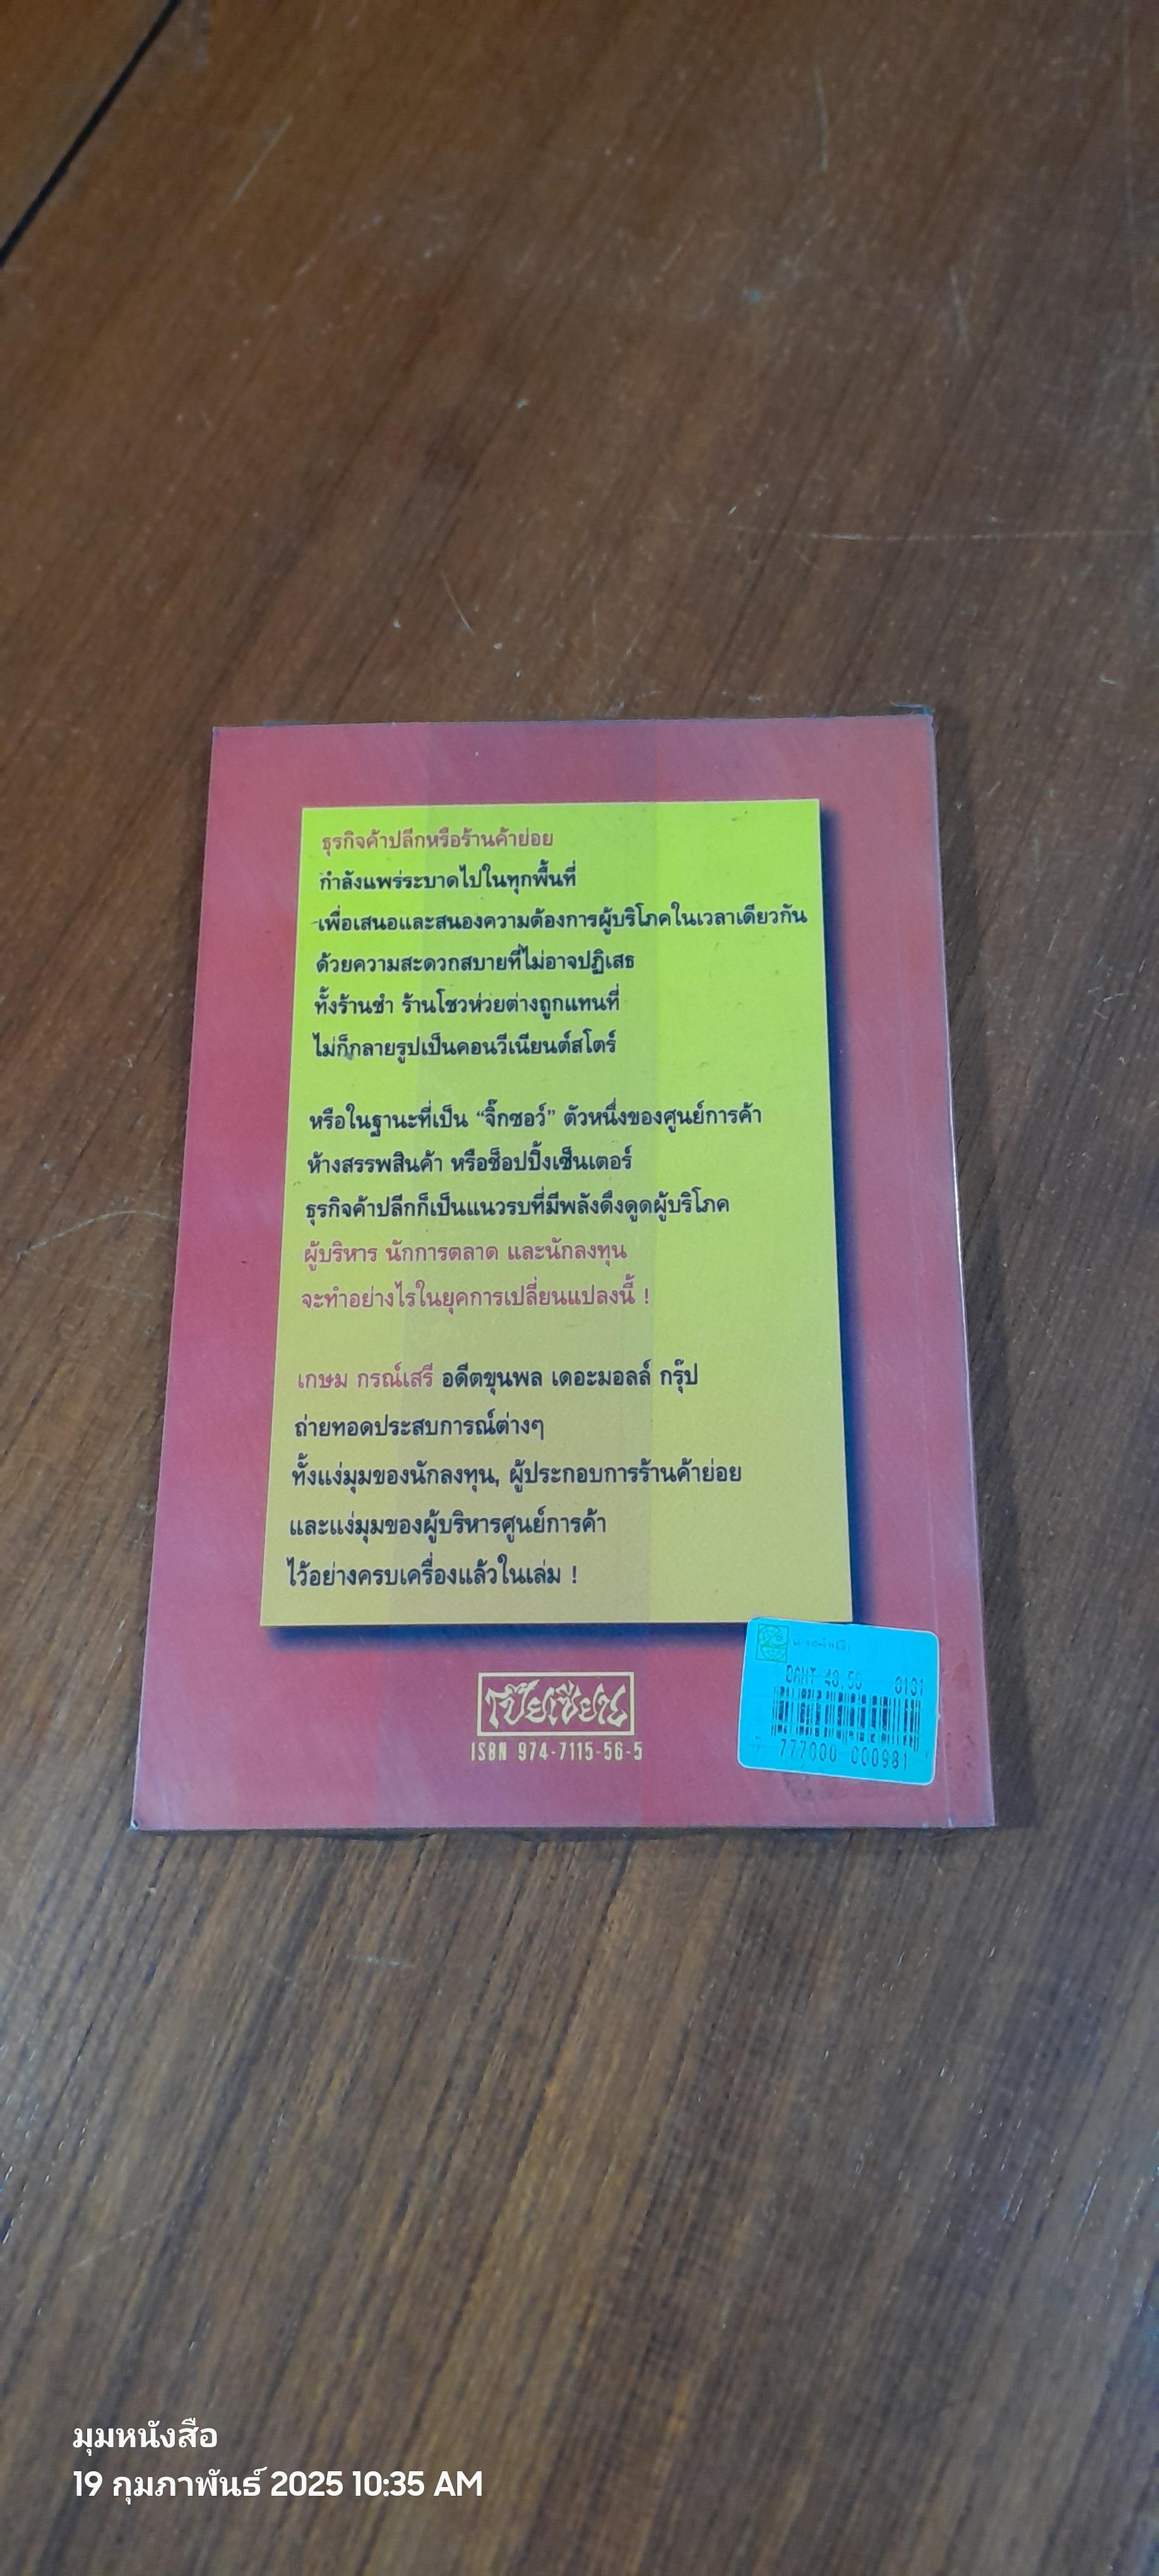 ธุรกิจค้าปลีกหรือร้านค้าย่อย
กำลังแพร่ระบาดไปในทุกพื้นที่
เพื่อเสนอและสนองความต้องการผู้บริโภคในเวลาเดียวกัน
ด้วยความสะดวกสบายที่ไม่อาจปฏิเสธ
ทั้งร้านชำ ร้านโชวห่วยต่างถูกแทนที่
ไม่ก็กลายรูปเป็นคอนวีเนียนต์สโตร์
หรือในฐานะที่เป็น “จิ๊กซอว์” ตัวหนึ่งของศูนย์การค้า
ห้างสรรพสินค้า หรือช็อปปิ้งเซ็นเตอร์
ธุรกิจค้าปลีกก็เป็นแนวรบที่มีพลังดึงดูดผู้บริโภค
ผู้บริหาร นักการตลาด และนักลงทุน
จะทำอย่างไรในยุคการเปลี่ยนแปลงนี้ !
เกษม กรณ์เสรี อดีตขุนพล เดอะมอลล์ กรุ๊ป
ถ่ายทอดประสบการณ์ต่างๆ
ทั้งแง่มุมของนักลงทุน, ผู้ประกอบการร้านค้าย่อย
และแง่มุมของผู้บริหารศูนย์การค้า
ไว้อย่างครบเครื่องแล้วในเล่ม !
เปี๊ยเซียน
ISBN 974-7115-56-5
BAHT 48.50 0131
777000 000981
มุมหนังสือ
19 กุมภาพันธ์ 2025 10:35 AM